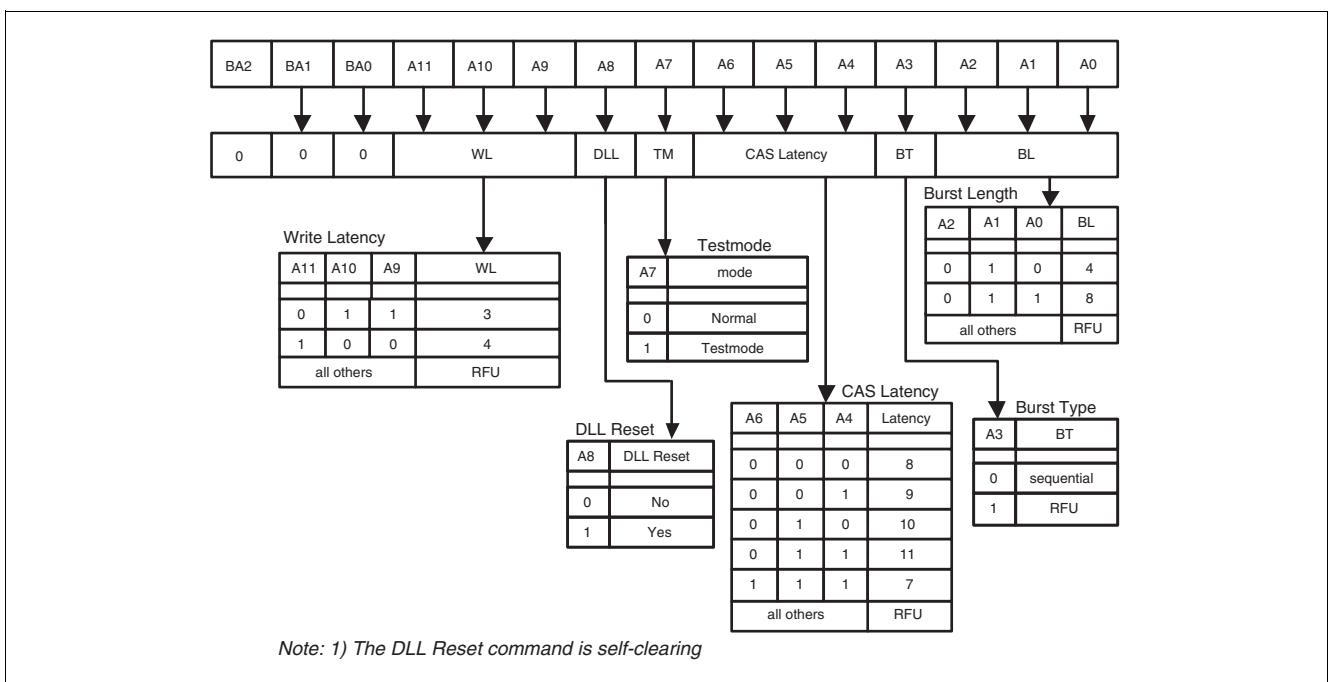 BA2 BA1 BA0 A11 A10 A9 A8 A7 A6 A5 A4 A3 A2 A1 A0
0 0 0 WL DLL TM CAS Latency BT BL
Write Latency
A11 A10 A9 WL
0 1 1 3
1 0 0 4
all others RFU
DLL Reset
A8 DLL Reset
0 No
1 Yes
Testmode
A7 mode
0 Normal
1 Testmode
CAS Latency
A6 A5 A4 Latency
0 0 0 8
0 0 1 9
0 1 0 10
0 1 1 11
1 1 1 7
all others RFU
Burst Length
A2 A1 A0 BL
0 1 0 4
0 1 1 8
all others RFU
Burst Type
A3 BT
0 sequential
1 RFU
Note: 1) The DLL Reset command is self-clearing